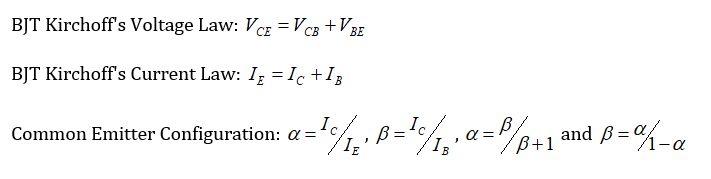 BJT Kirchoff's Voltage Law: V_CE = V_CB + V_BE
BJT Kirchoff's Current Law: I_E = I_C + I_B
Common Emitter Configuration: α = I_C/I_E, β = I_C/I_B, α = β/β+1 and β = α/1−α